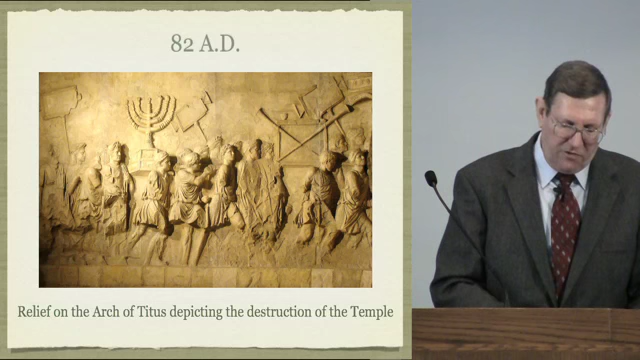 82 A.D.
Relief on the Arch of Titus depicting the destruction of the Temple